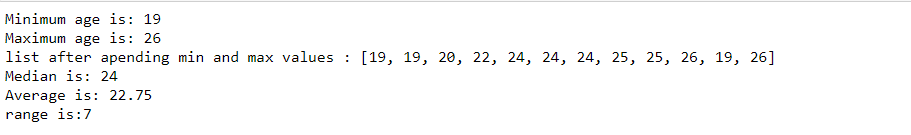 Minimum age is: 19
Maximum age is: 26
list after apending min and max values : [19, 19, 20, 22, 24, 24, 24, 25, 25, 26, 19, 26]
Median is: 24
Average is: 22.75
range is:7